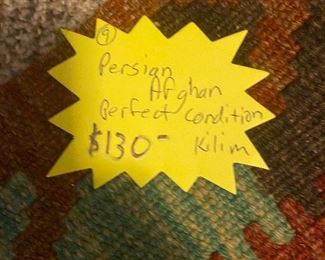 9
Persian
Afghan
Perfect Condition
$130- Kilim